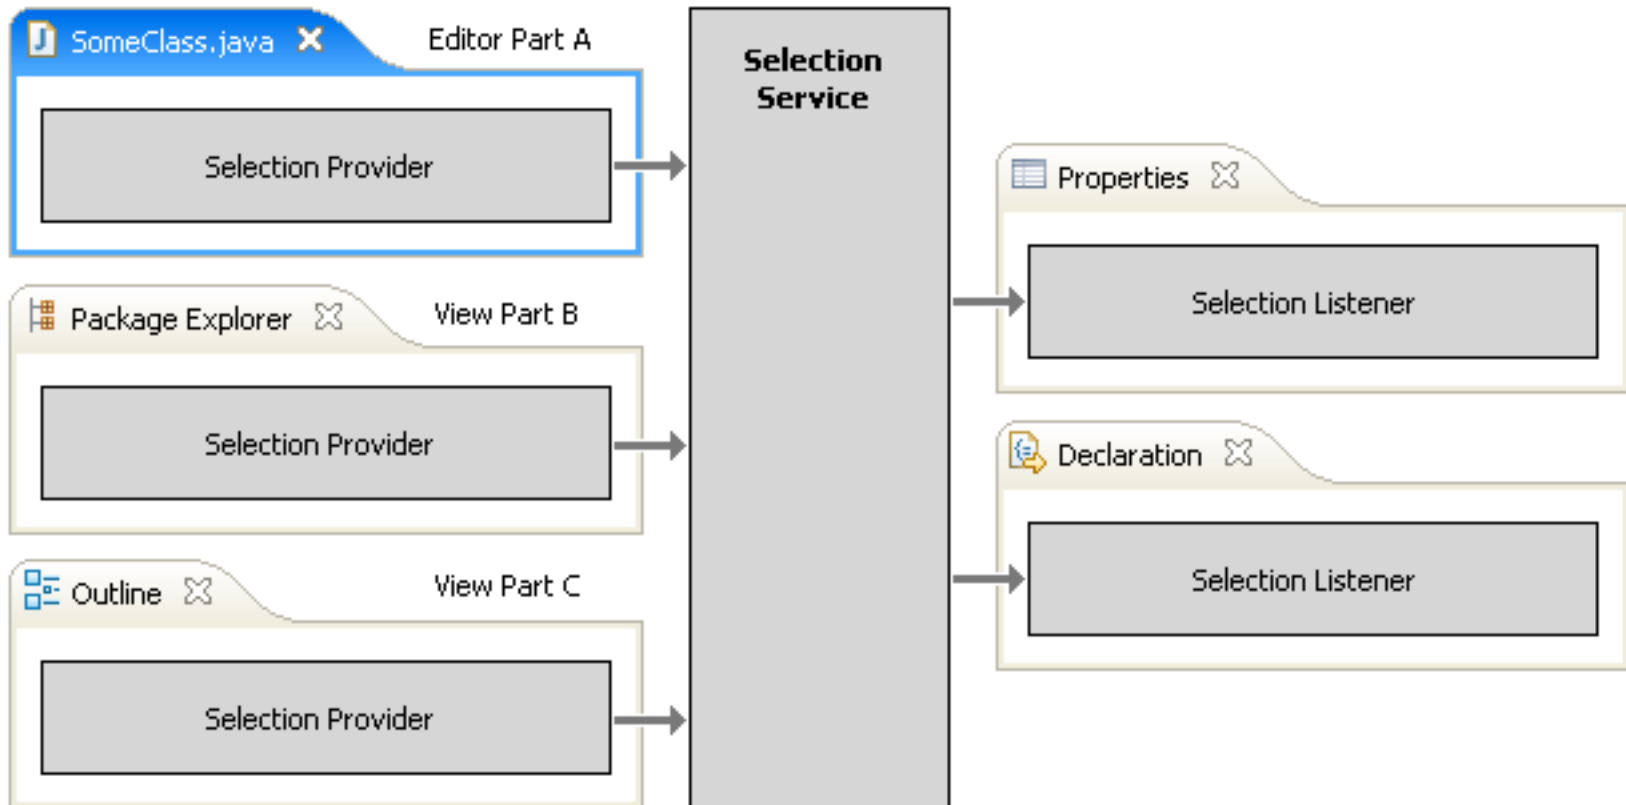 SomeClass.java
Editor Part A
Selection Provider
Package Explorer
View Part B
Selection Provider
Outline
View Part C
Selection Provider
Selection
Service
Properties
Selection Listener
Declaration
Selection Listener